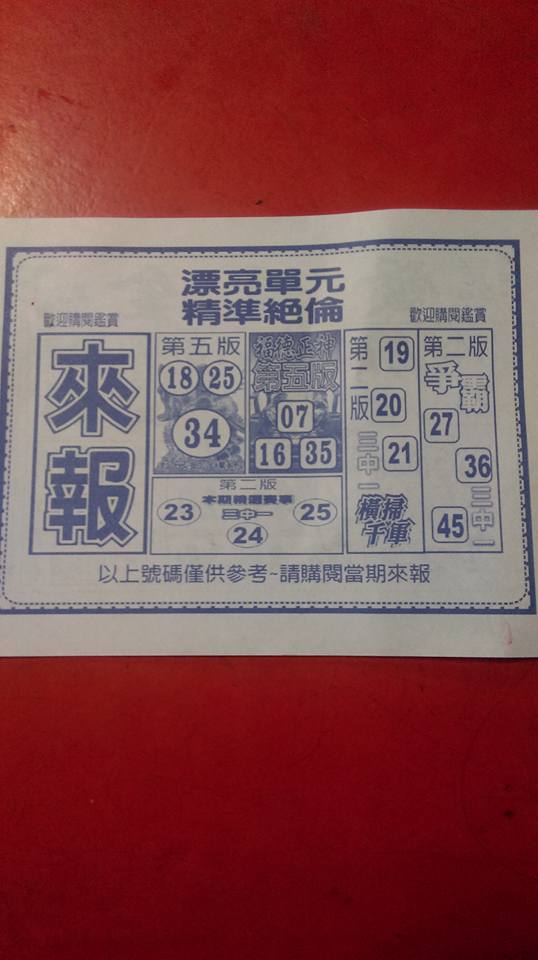 漂亮單元
精準絕倫
歡迎購閱鑑賞
歡迎購閱鑑賞
來報
第五版
18 25
34
福德正神
第五版
07
16 35
第二版
本期精選賽事
三中一
23 25
24
第二版
19
20
21
三中一
橫掃
千軍
第二版
爭霸
27
36
45
三中一
以上號碼僅供參考~請購閱當期來報